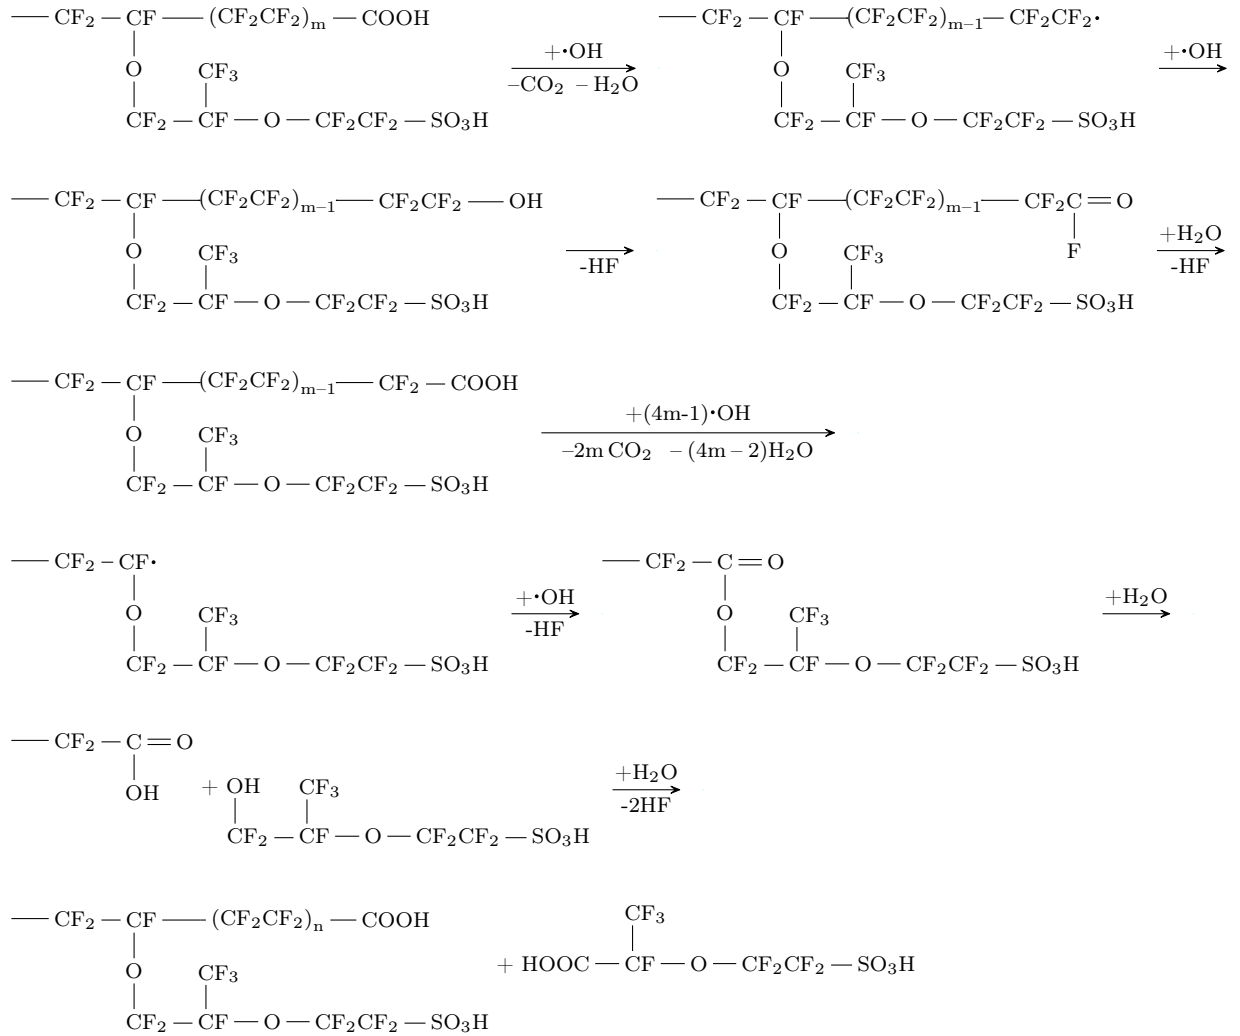 CF₂ – CF — (CF₂CF₂)ₘ — COOH
O CF₃
CF₂ — CF — O — CF₂CF₂ — SO₃H
+•OH
–CO₂ –H₂O
CF₂ — CF — (CF₂CF₂)ₘ₋₁ — CF₂CF₂•
O CF₃
CF₂ — CF — O — CF₂CF₂ — SO₃H
+•OH
CF₂ — CF — (CF₂CF₂)ₘ₋₁ — CF₂CF₂ — OH
O CF₃
CF₂ — CF — O — CF₂CF₂ — SO₃H
-HF
CF₂ — CF — (CF₂CF₂)ₘ₋₁ — CF₂C=O
O CF₃ F
CF₂ — CF — O — CF₂CF₂ — SO₃H
+H₂O
-HF
CF₂ — CF — (CF₂CF₂)ₘ₋₁ — CF₂ — COOH
O CF₃
CF₂ — CF — O — CF₂CF₂ — SO₃H
+(4m-1)•OH
–2m CO₂ –(4m–2)H₂O
CF₂ – CF•
O CF₃
CF₂ — CF — O — CF₂CF₂ — SO₃H
+•OH
-HF
CF₂ — C=O
O CF₃
CF₂ — CF — O — CF₂CF₂ — SO₃H
+H₂O
CF₂ — C=O
OH
+ OH CF₃
CF₂ — CF — O — CF₂CF₂ — SO₃H
+H₂O
-2HF
CF₂ – CF — (CF₂CF₂)ₙ — COOH
O CF₃
CF₂ — CF — O — CF₂CF₂ — SO₃H
CF₃
+ HOOC — CF — O — CF₂CF₂ — SO₃H